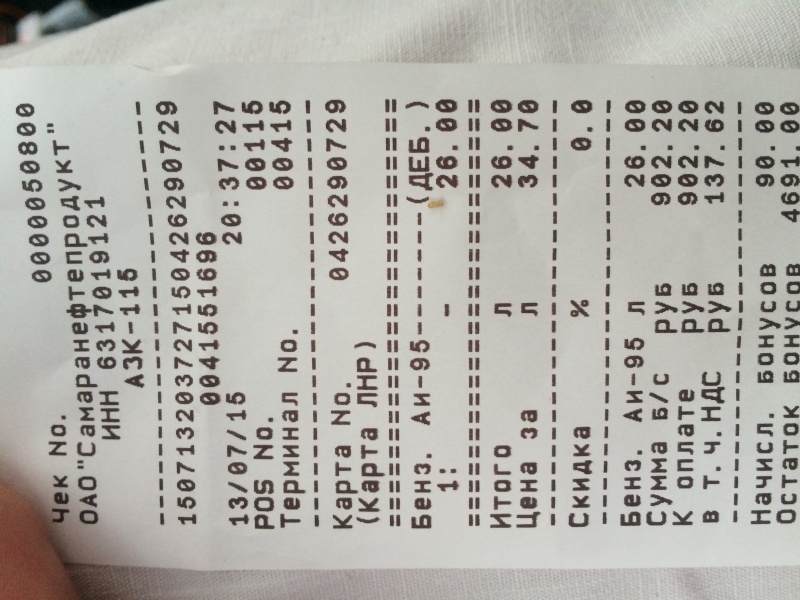 Чек No. 0000050800
ОАО"Самаранефтепродукт"
ИНН 6317019121
АЗК-115
--------------------------------
150713203727150426290729
0041551696
13/07/15 20:37:27
POS No. 00115
Терминал No. 00415
--------------------------------
Карта No. 0426290729
(Карта ЛНР)
================================
Бенз. Аи-95--------(ДЕБ.)
1: - 26.00
================================
Итого л 26.00
Цена за л 34.70
--------------------------------
Скидка % 0.0
--------------------------------
Бенз. Аи-95 л 26.00
Сумма Б/С РУБ 902.20
К оплате РУБ 902.20
в т.ч.НДС РУБ 137.62
--------------------------------
Начисл. бонусов 90.00
Остаток бонусов 4691.00